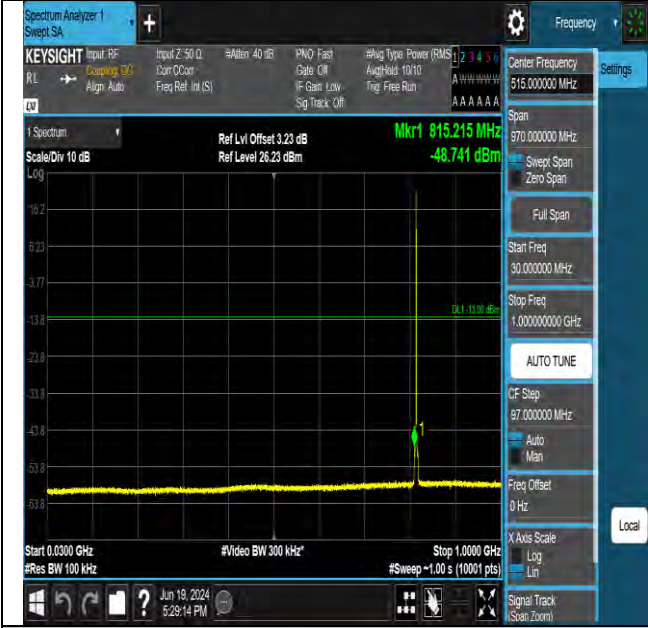 Spectrum Analyzer 1
Swept SA
Frequency
KEYSIGHT
RL
Input: RF
Coupling: DC
Align: Auto
Input Z: 50 Ω
Corr CCorr
Freq Ref: Int (S)
#Atten: 40 dB
PNO: Fast
Gate: Off
IF Gain: Low
Sig Track: Off
#Avg Type: Power (RMS
Avg|Hold: 10/10
Trig: Free Run
1 2 3 4 5 6
A W W W W W
A A A A A A
LXI
1 Spectrum
Scale/Div 10 dB
Ref Lvl Offset 3.23 dB
Ref Level 26.23 dBm
Mkr1 815.215 MHz
-48.741 dBm
Log
16.2
6.23
-3.77
-13.8
-23.8
-33.8
-43.8
-53.8
-63.8
DL1 -13.00 dBm
1
Start 0.0300 GHz
#Res BW 100 kHz
#Video BW 300 kHz*
Stop 1.0000 GHz
#Sweep ~1.00 s (10001 pts)
Jun 19, 2024
5:29:14 PM
Center Frequency
515.000000 MHz
Settings
Span
970.000000 MHz
Swept Span
Zero Span
Full Span
Start Freq
30.000000 MHz
Stop Freq
1.000000000 GHz
AUTO TUNE
CF Step
97.000000 MHz
Auto
Man
Freq Offset
0 Hz
X Axis Scale
Log
Lin
Local
Signal Track
(Span Zoom)